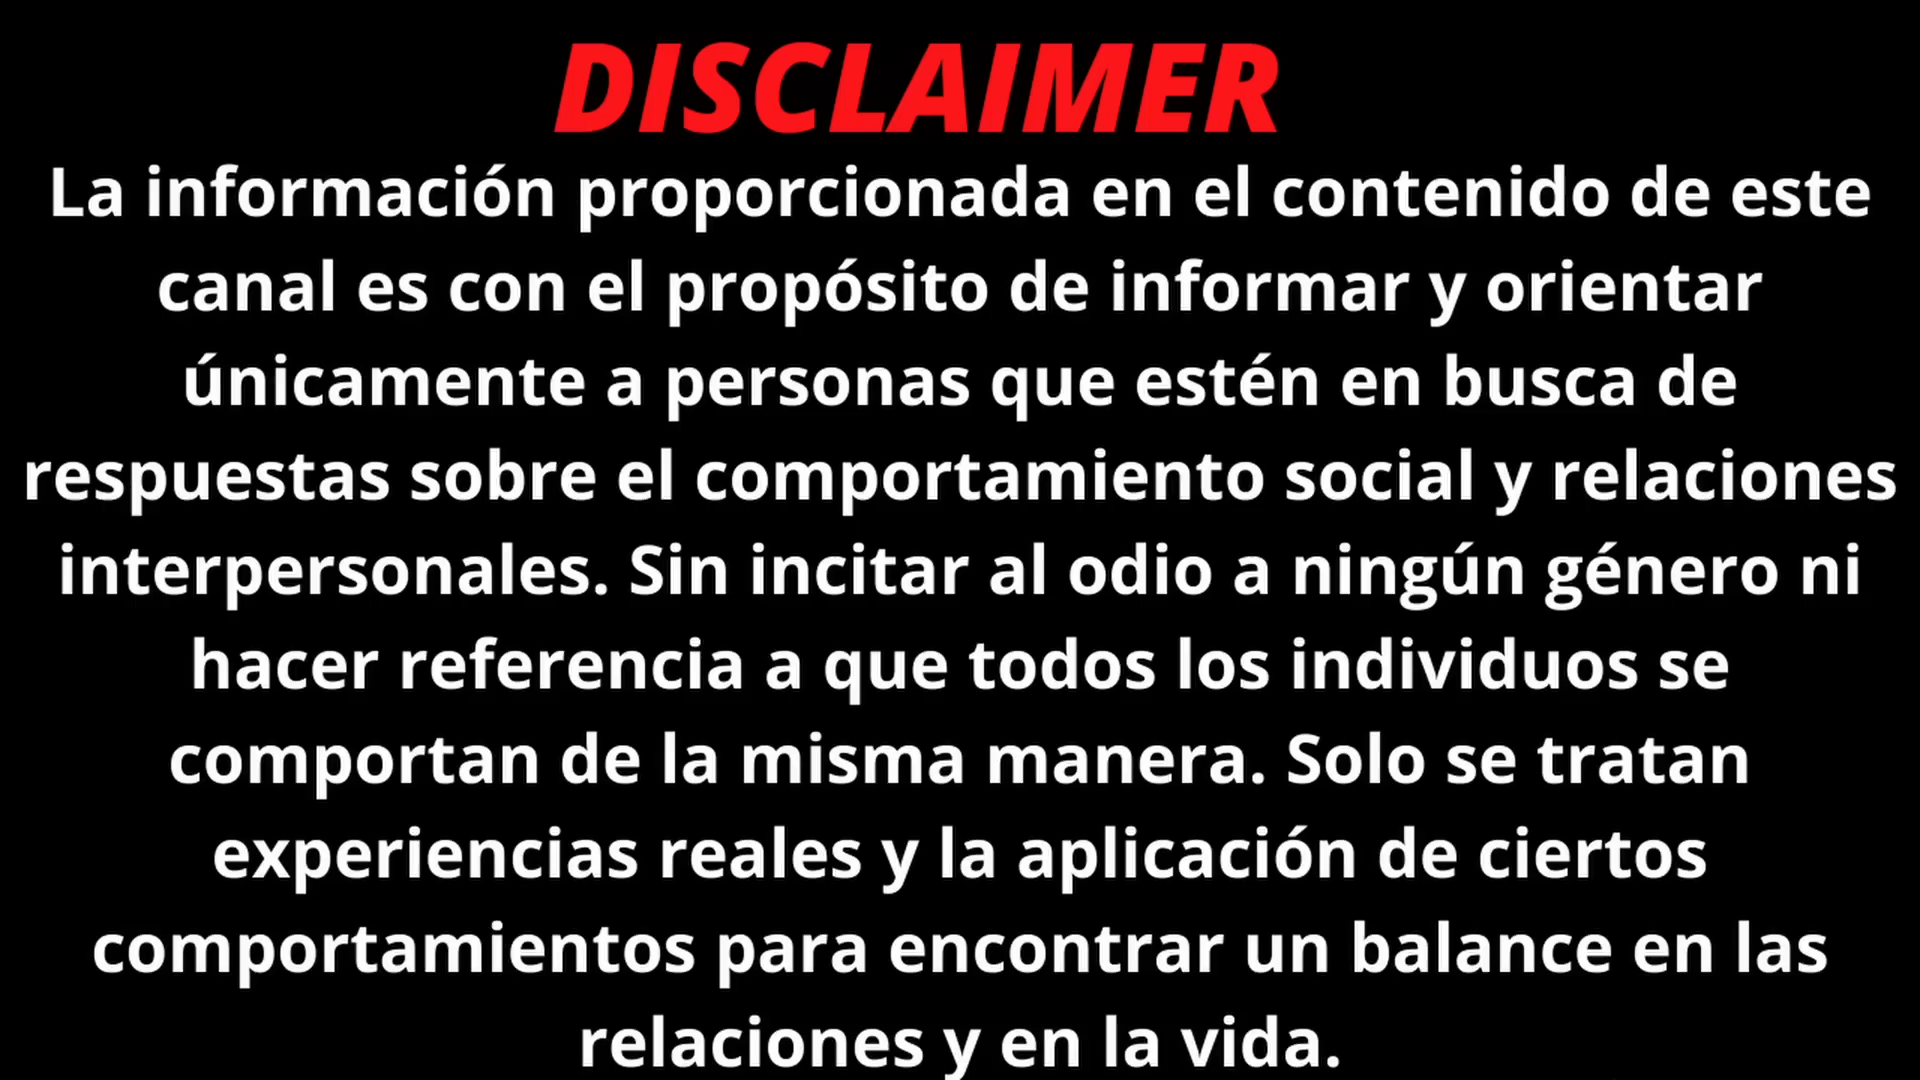 DISCLAIMER
La información proporcionada en el contenido de este
canal es con el propósito de informar y orientar
únicamente a personas que estén en busca de
respuestas sobre el comportamiento social y relaciones
interpersonales. Sin incitar al odio a ningún género ni
hacer referencia a que todos los individuos se
comportan de la misma manera. Solo se tratan
experiencias reales y la aplicación de ciertos
comportamientos para encontrar un balance en las
relaciones y en la vida.